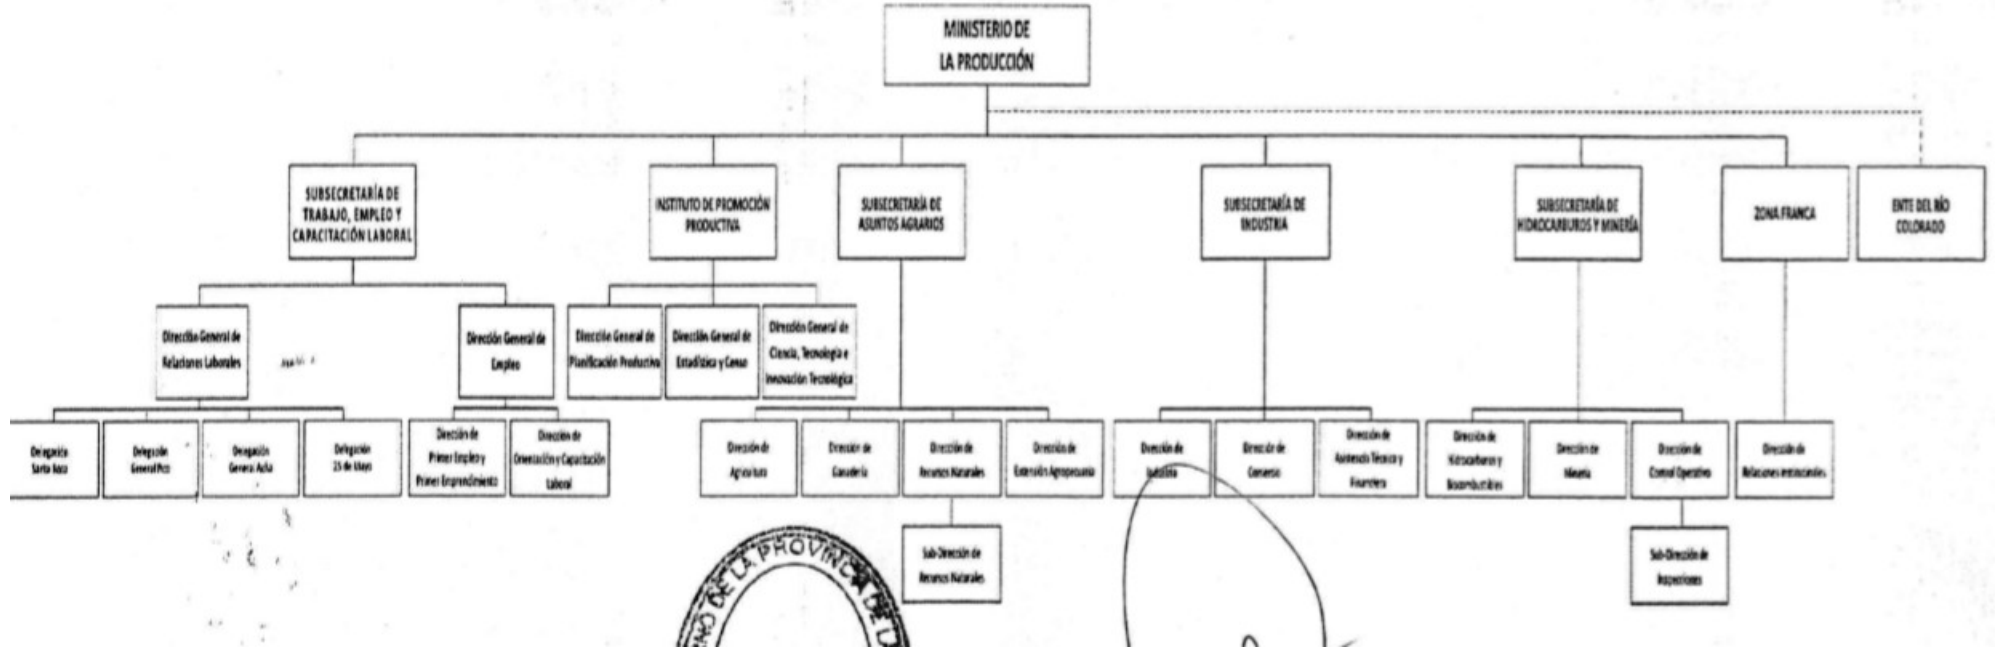 MINISTERIO DE
LA PRODUCCIÓN
SUBSECRETARÍA DE
TRABAJO, EMPLEO Y
CAPACITACIÓN LABORAL
INSTITUTO DE PROMOCIÓN
PRODUCTIVA
SUBSECRETARÍA DE
ASUNTOS AGRARIOS
SUBSECRETARÍA DE
INDUSTRIA
SUBSECRETARÍA DE
HIDROCARBUROS Y MINERÍA
ZONA FRANCA
ENTE DEL RÍO
COLORADO
Dirección General de
Relaciones Laborales
Dirección General de
Empleo
Dirección General de
Planificación Productiva
Dirección General de
Estadística y Censo
Dirección General de
Ciencia, Tecnología e
Innovación Tecnológica
Delegación
Santa Rosa
Delegación
General Pico
Delegación
General Acha
Delegación
25 de Mayo
Dirección de
Primer Empleo y
Primer Emprendimiento
Dirección de
Orientación y Capacitación
Laboral
Dirección de
Agricultura
Dirección de
Ganadería
Dirección de
Recursos Naturales
Dirección de
Extensión Agropecuaria
Dirección de
Industria
Dirección de
Comercio
Dirección de
Asistencia Técnica y
Financiera
Dirección de
Hidrocarburos y
Biocombustibles
Dirección de
Minería
Dirección de
Control Operativo
Dirección de
Relaciones Institucionales
Sub-Dirección de
Recursos Naturales
Sub-Dirección de
Inspecciones
DE LA PROVINCIA DE